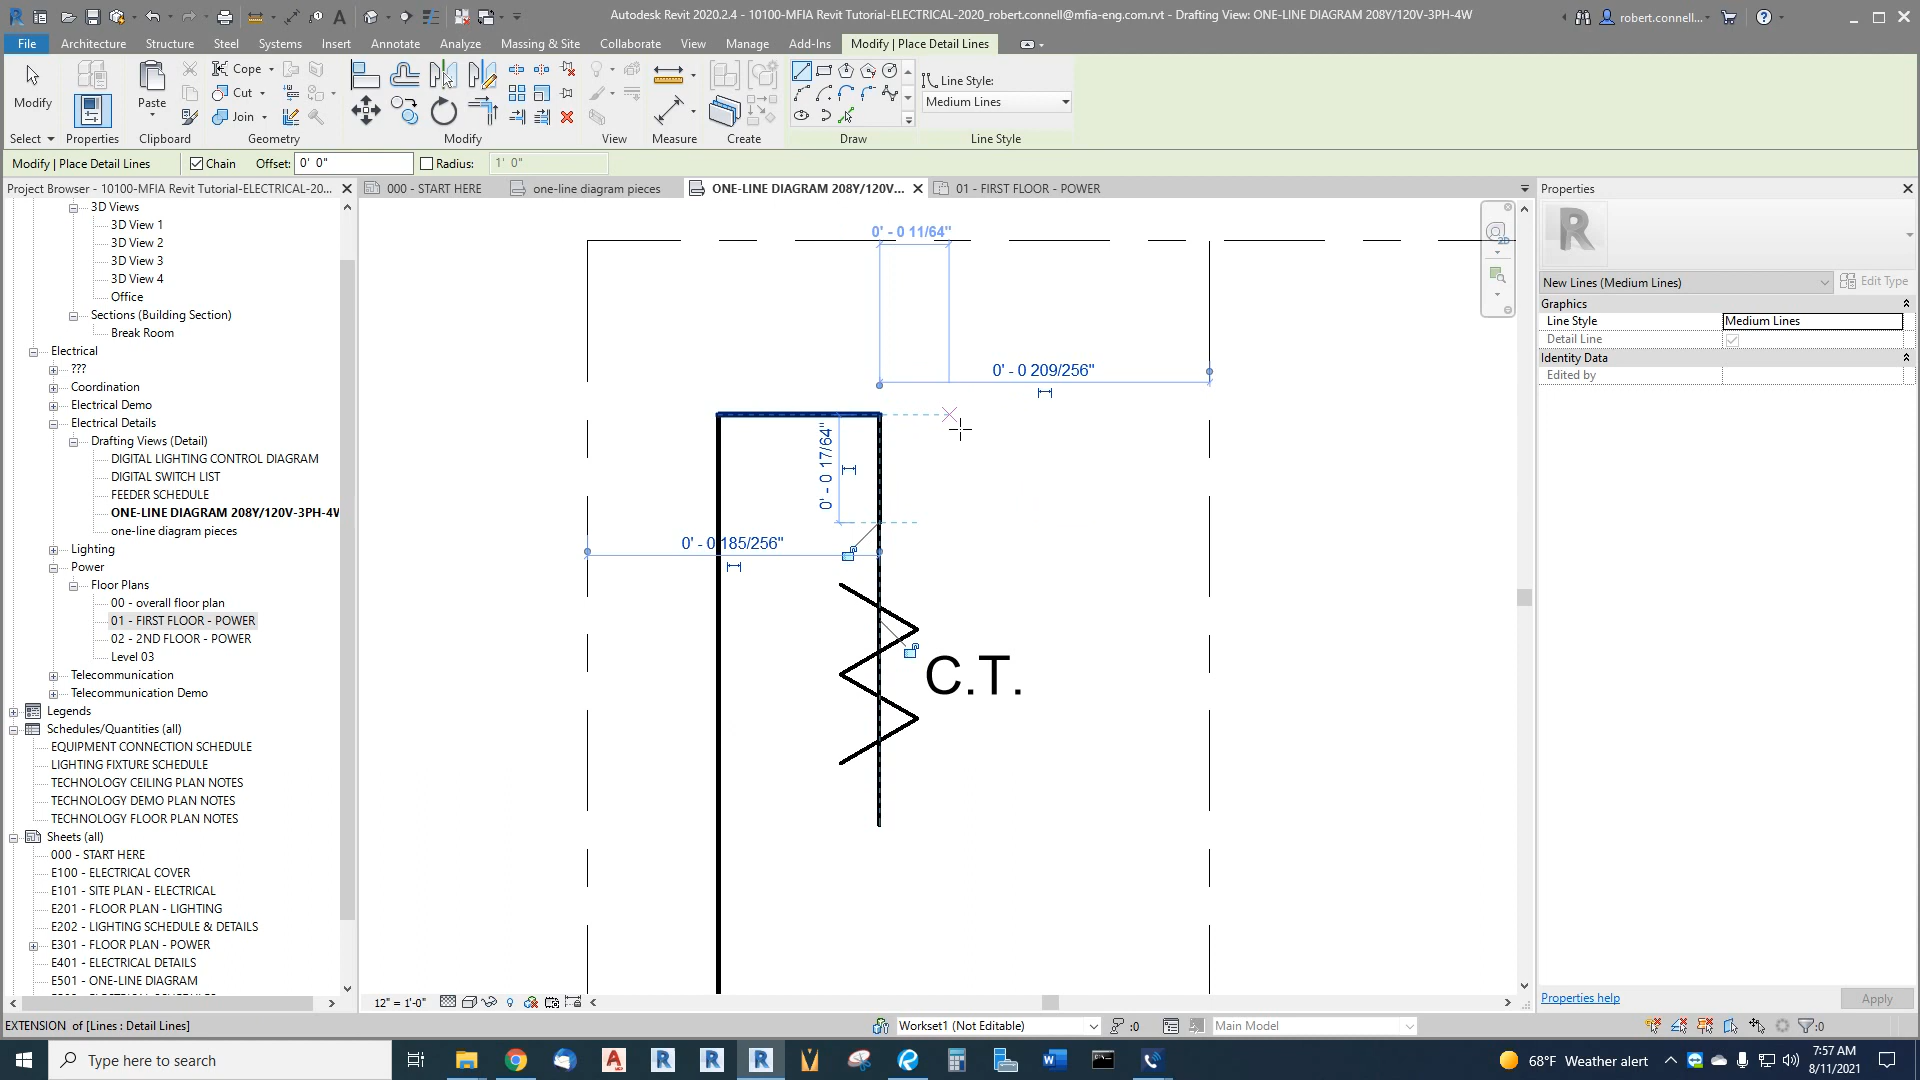 Autodesk Revit 2020.2.4 - 10100-MFIA Revit Tutorial-ELECTRICAL-2020_robert.connell@mfia-eng.com.rvt - Drafting View: ONE-LINE DIAGRAM 208Y/120V-3PH-4W
robert.connell...
File Architecture Structure Steel Systems Insert Annotate Analyze Massing & Site Collaborate View Manage Add-Ins Modify | Place Detail Lines
Modify
Paste
Cope
Cut
Join
Line Style:
Medium Lines
Select Properties Clipboard Geometry Modify View Measure Create Draw Line Style
Modify | Place Detail Lines Chain Offset: 0' 0" Radius: 1' 0"
Project Browser - 10100-MFIA Revit Tutorial-ELECTRICAL-20...
000 - START HERE
one-line diagram pieces
ONE-LINE DIAGRAM 208Y/120V...
01 - FIRST FLOOR - POWER
Properties
3D Views
3D View 1
3D View 2
3D View 3
3D View 4
Office
Sections (Building Section)
Break Room
Electrical
???
Coordination
Electrical Demo
Electrical Details
Drafting Views (Detail)
DIGITAL LIGHTING CONTROL DIAGRAM
DIGITAL SWITCH LIST
FEEDER SCHEDULE
ONE-LINE DIAGRAM 208Y/120V-3PH-4W
one-line diagram pieces
Lighting
Power
Floor Plans
00 - overall floor plan
01 - FIRST FLOOR - POWER
02 - 2ND FLOOR - POWER
Level 03
Telecommunication
Telecommunication Demo
Legends
Schedules/Quantities (all)
EQUIPMENT CONNECTION SCHEDULE
LIGHTING FIXTURE SCHEDULE
TECHNOLOGY CEILING PLAN NOTES
TECHNOLOGY DEMO PLAN NOTES
TECHNOLOGY FLOOR PLAN NOTES
Sheets (all)
000 - START HERE
E100 - ELECTRICAL COVER
E101 - SITE PLAN - ELECTRICAL
E201 - FLOOR PLAN - LIGHTING
E202 - LIGHTING SCHEDULE & DETAILS
E301 - FLOOR PLAN - POWER
E401 - ELECTRICAL DETAILS
E501 - ONE-LINE DIAGRAM
0' - 0 11/64"
0' - 0 209/256"
0' - 0 17/64"
0' - 0 185/256"
C.T.
2D
New Lines (Medium Lines)
Edit Type
Graphics
Line Style Medium Lines
Detail Line
Identity Data
Edited by
Properties help
Apply
12" = 1'-0"
EXTENSION of [Lines : Detail Lines]
Workset1 (Not Editable)
:0
Main Model
:0
Type here to search
68°F Weather alert
7:57 AM
8/11/2021